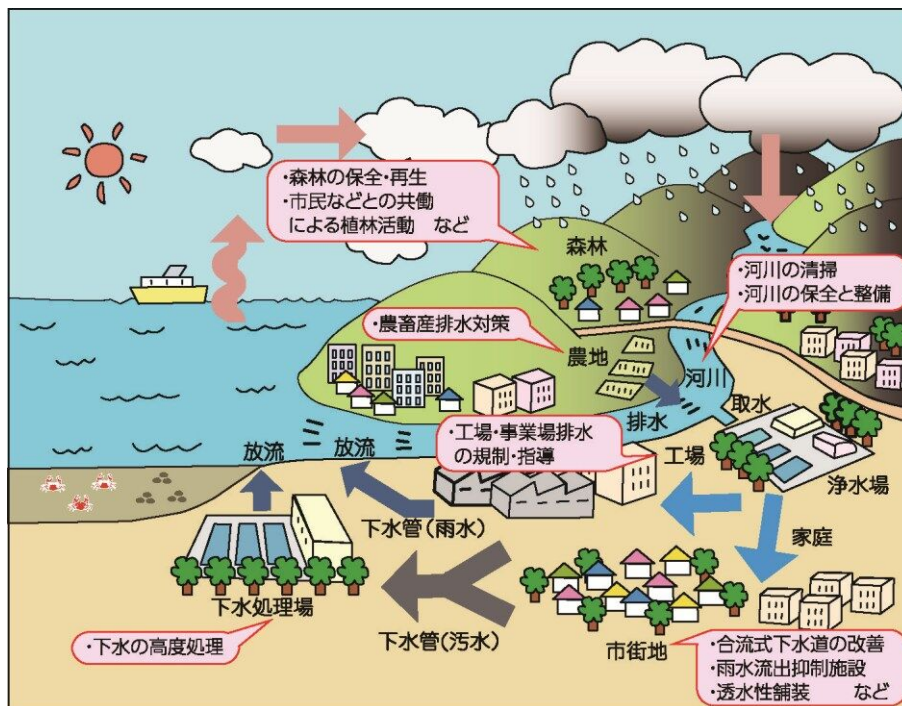 ・森林の保全・再生
・市民などとの共働
による植林活動　など
森林
・河川の清掃
・河川の保全と整備
・農畜産排水対策
農地
河川
取水
排水
・工場・事業場排水
の規制・指導
工場
浄水場
放流
放流
下水管(雨水)
家庭
下水処理場
・下水の高度処理
下水管(汚水)
市街地
・合流式下水道の改善
・雨水流出抑制施設
・透水性舗装　など